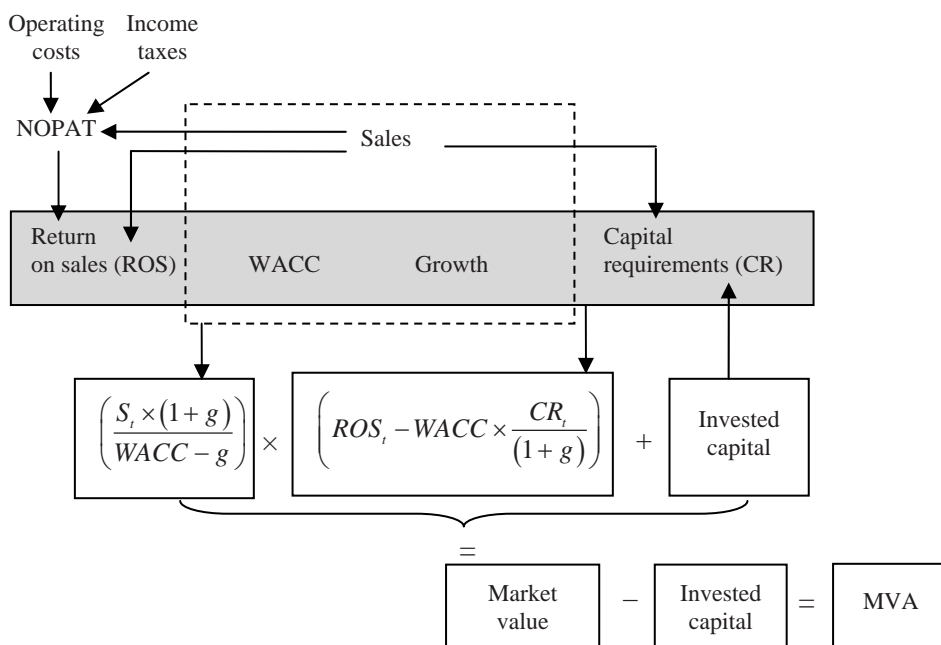 Operating costs
Income taxes
NOPAT
Sales
Return on sales (ROS)
WACC
Growth
Capital requirements (CR)
(S_t × (1 + g) / WACC − g)
×
(ROS_t − WACC × CR_t / (1 + g))
+
Invested capital
=
Market value
−
Invested capital
=
MVA